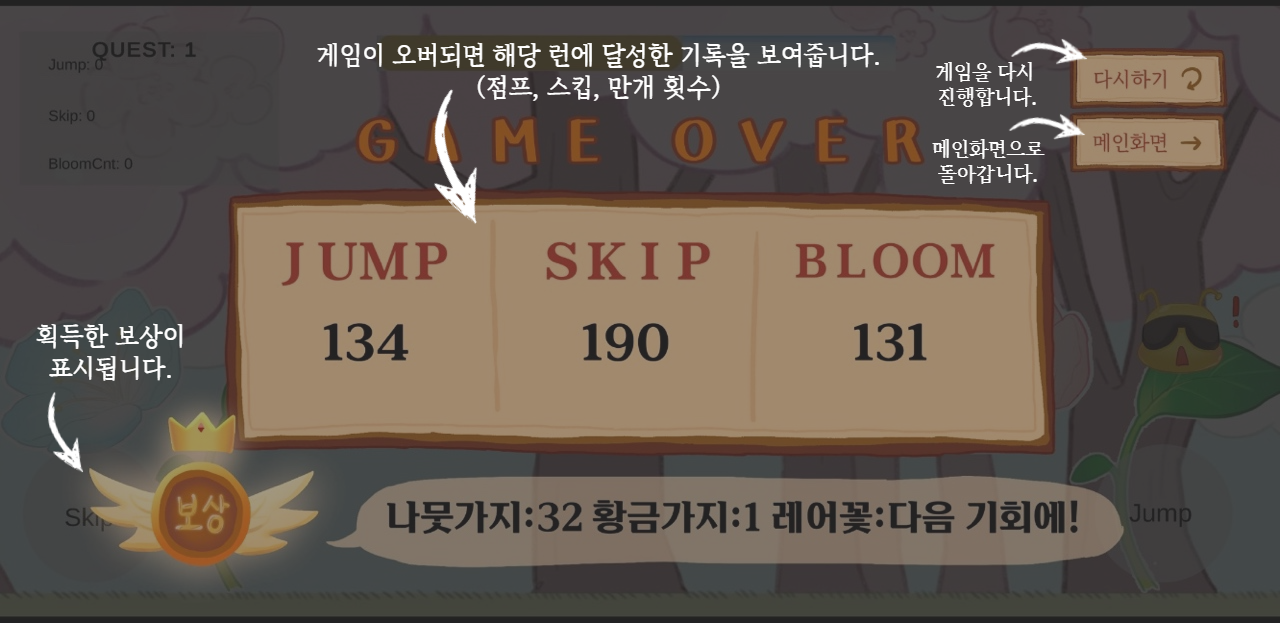 QUEST: 1
Jump: 0
Skip: 0
BloomCnt: 0
게임이 오버되면 해당 런에 달성한 기록을 보여줍니다.
(점프, 스킵, 만개 횟수)
게임을 다시
진행합니다.
다시하기
메인화면으로
돌아갑니다.
메인화면
GAME OVER
JUMP SKIP BLOOM
134 190 131
획득한 보상이
표시됩니다.
!
Skip
보상
나뭇가지:32 황금가지:1 레어꽃:다음 기회에!
Jump